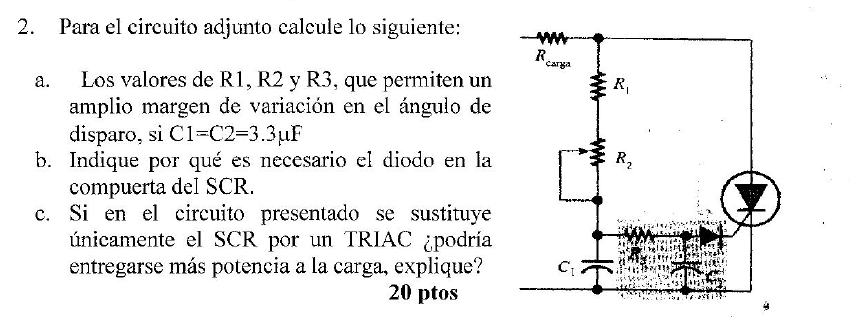 2. Para el circuito adjunto calcule lo siguiente:
a. Los valores de R1, R2 y R3, que permiten un
amplio margen de variación en el ángulo de
disparo, si C1=C2=3.3µF
b. Indique por qué es necesario el diodo en la
compuerta del SCR.
c. Si en el circuito presentado se sustituye
únicamente el SCR por un TRIAC ¿podría
entregarse más potencia a la carga, explique?
20 ptos
R carga
R1
R2
C1